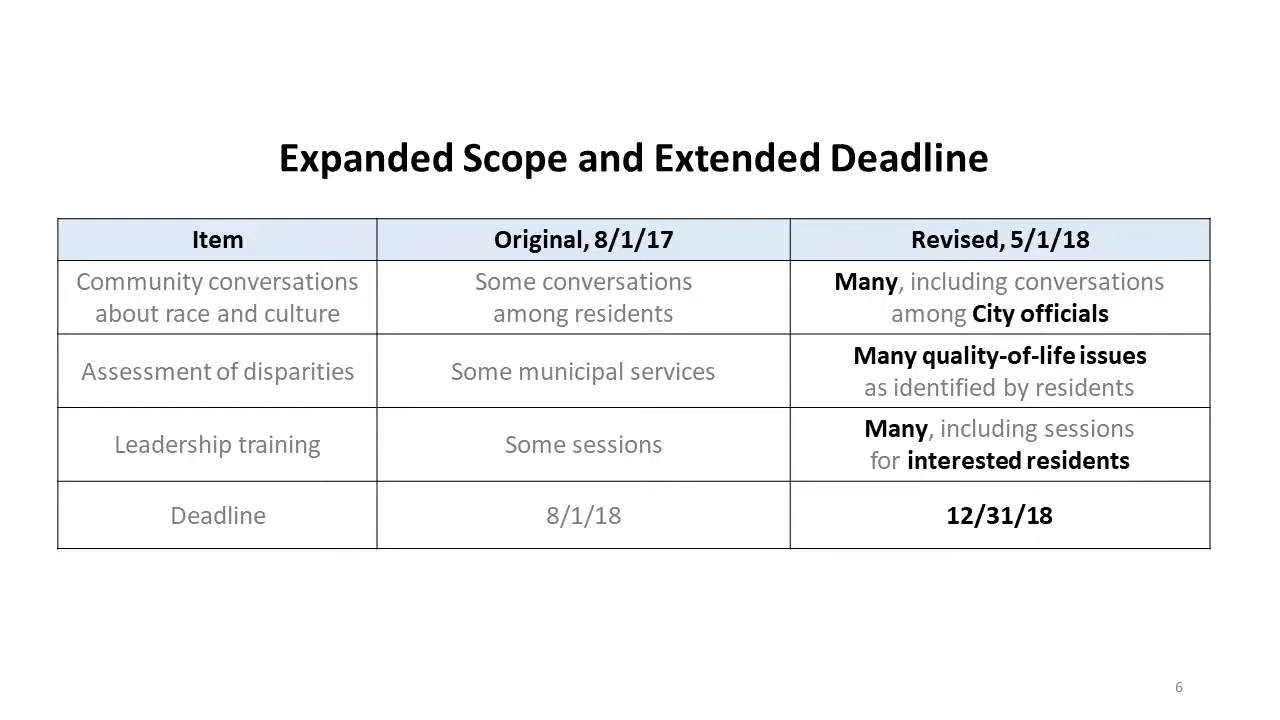 Expanded Scope and Extended Deadline
Item
Original, 8/1/17
Revised, 5/1/18
Community conversations
about race and culture
Some conversations
among residents
Many, including conversations
among City officials
Assessment of disparities
Some municipal services
Many quality-of-life issues
as identified by residents
Leadership training
Some sessions
Many, including sessions
for interested residents
Deadline
8/1/18
12/31/18
6